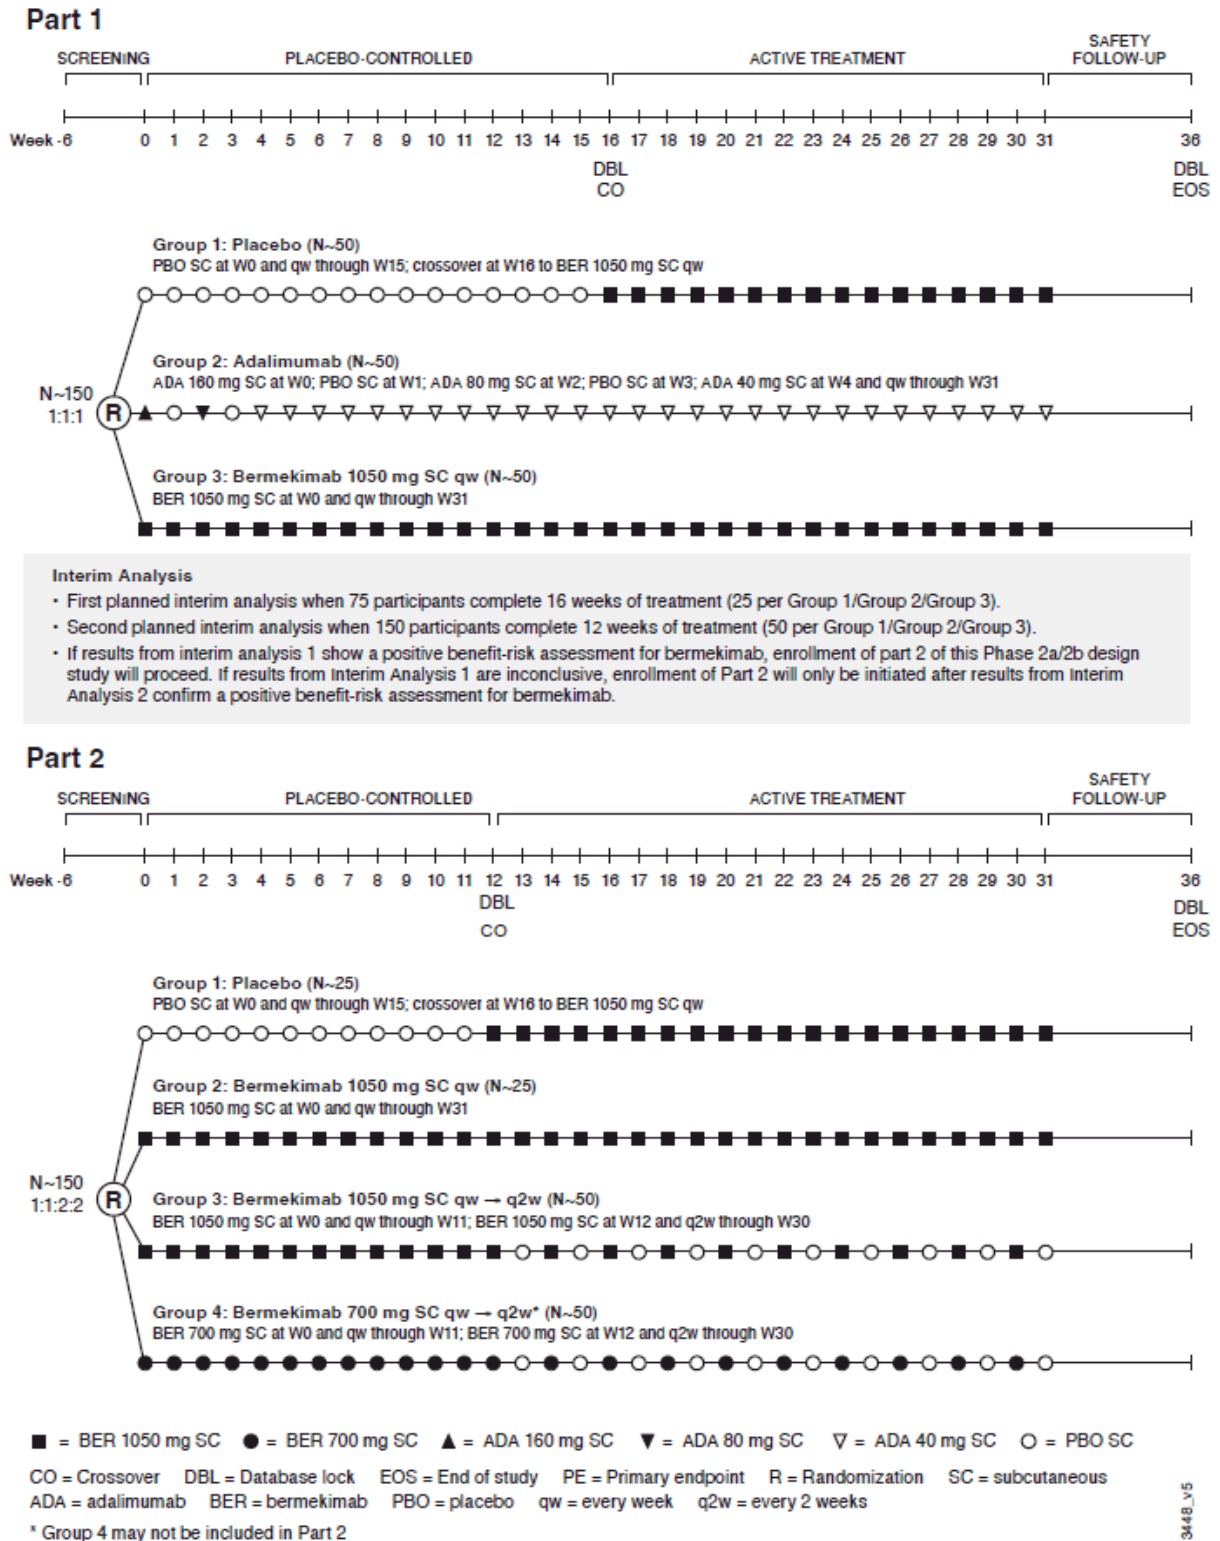 Part 1
SCREENING PLACEBO-CONTROLLED ACTIVE TREATMENT SAFETY FOLLOW-UP
Week -6 0 1 2 3 4 5 6 7 8 9 10 11 12 13 14 15 16 17 18 19 20 21 22 23 24 25 26 27 28 29 30 31 36
DBL DBL
CO EOS
Group 1: Placebo (N~50)
PBO SC at W0 and qw through W15; crossover at W16 to BER 1050 mg SC qw
Group 2: Adalimumab (N~50)
ADA 160 mg SC at W0; PBO SC at W1; ADA 80 mg SC at W2; PBO SC at W3; ADA 40 mg SC at W4 and qw through W31
N~150
1:1:1
R
Group 3: Bermekimab 1050 mg SC qw (N~50)
BER 1050 mg SC at W0 and qw through W31
Interim Analysis
• First planned interim analysis when 75 participants complete 16 weeks of treatment (25 per Group 1/Group 2/Group 3).
• Second planned interim analysis when 150 participants complete 12 weeks of treatment (50 per Group 1/Group 2/Group 3).
• If results from interim analysis 1 show a positive benefit-risk assessment for bermekimab, enrollment of part 2 of this Phase 2a/2b design
study will proceed. If results from Interim Analysis 1 are inconclusive, enrollment of Part 2 will only be initiated after results from Interim
Analysis 2 confirm a positive benefit-risk assessment for bermekimab.
Part 2
SCREENING PLACEBO-CONTROLLED ACTIVE TREATMENT SAFETY FOLLOW-UP
Week -6 0 1 2 3 4 5 6 7 8 9 10 11 12 13 14 15 16 17 18 19 20 21 22 23 24 25 26 27 28 29 30 31 36
DBL DBL
CO EOS
Group 1: Placebo (N~25)
PBO SC at W0 and qw through W15; crossover at W16 to BER 1050 mg SC qw
Group 2: Bermekimab 1050 mg SC qw (N~25)
BER 1050 mg SC at W0 and qw through W31
N~150
1:1:2:2
R
Group 3: Bermekimab 1050 mg SC qw → q2w (N~50)
BER 1050 mg SC at W0 and qw through W11; BER 1050 mg SC at W12 and q2w through W30
Group 4: Bermekimab 700 mg SC qw → q2w* (N~50)
BER 700 mg SC at W0 and qw through W11; BER 700 mg SC at W12 and q2w through W30
■ = BER 1050 mg SC ● = BER 700 mg SC ▲ = ADA 160 mg SC ▼ = ADA 80 mg SC ▽ = ADA 40 mg SC ○ = PBO SC
CO = Crossover DBL = Database lock EOS = End of study PE = Primary endpoint R = Randomization SC = subcutaneous
ADA = adalimumab BER = bermekimab PBO = placebo qw = every week q2w = every 2 weeks
* Group 4 may not be included in Part 2
3448_v5